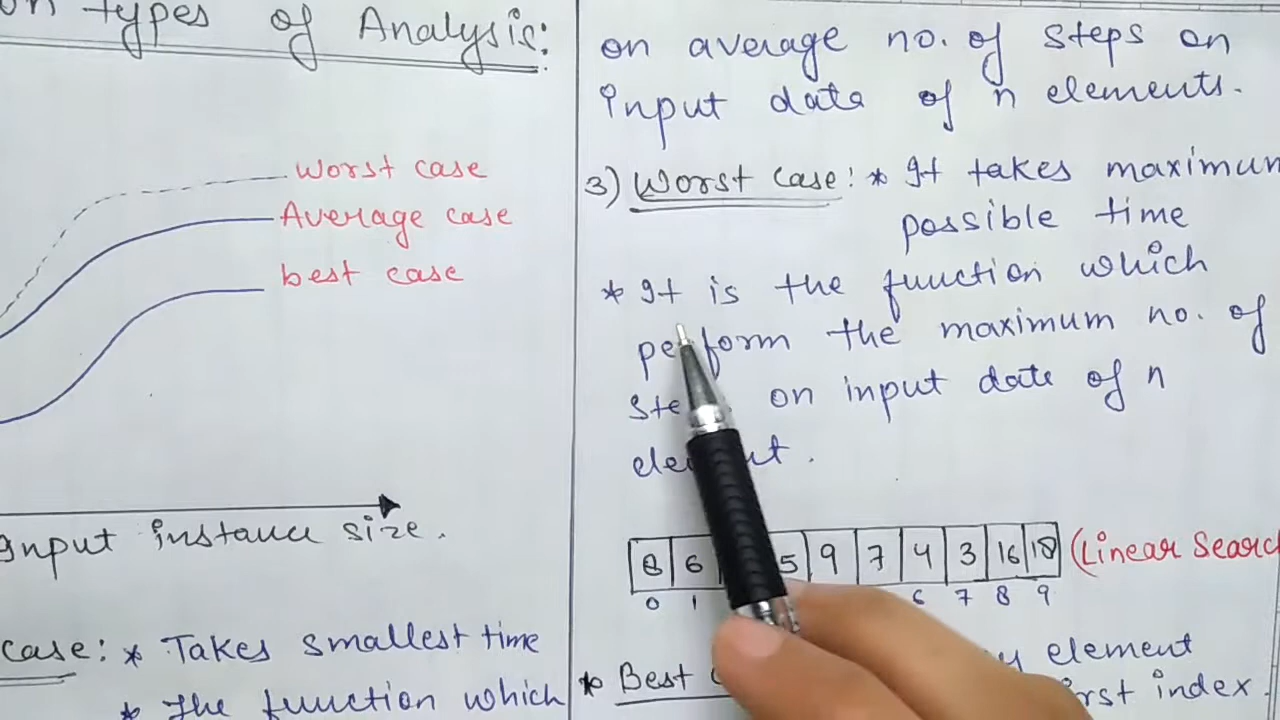 on types of Analysis:
worst case
Average case
best case
Input instance size.
case: * Takes smallest time
* The function which
on average no. of steps on
input data of n elements.
3) Worst case: * It takes maximum
possible time
* It is the function which
perform the maximum no. of
on input date of n
8 6 5 9 7 4 3 16 18 (Linear Search
0 1 6 7 8 9
* Best element
index.